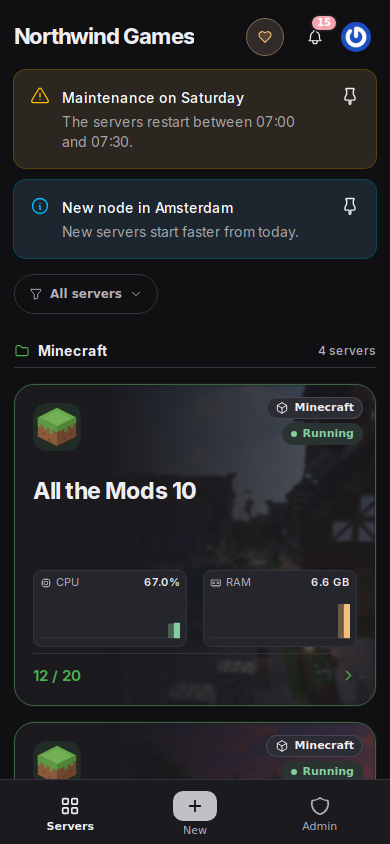 Northwind Games
15
Maintenance on Saturday
The servers restart between 07:00
and 07:30.
New node in Amsterdam
New servers start faster from today.
All servers
Minecraft
4 servers
Minecraft
Running
All the Mods 10
CPU
67.0%
RAM
6.6 GB
12 / 20
Minecraft
Running
Servers
New
Admin